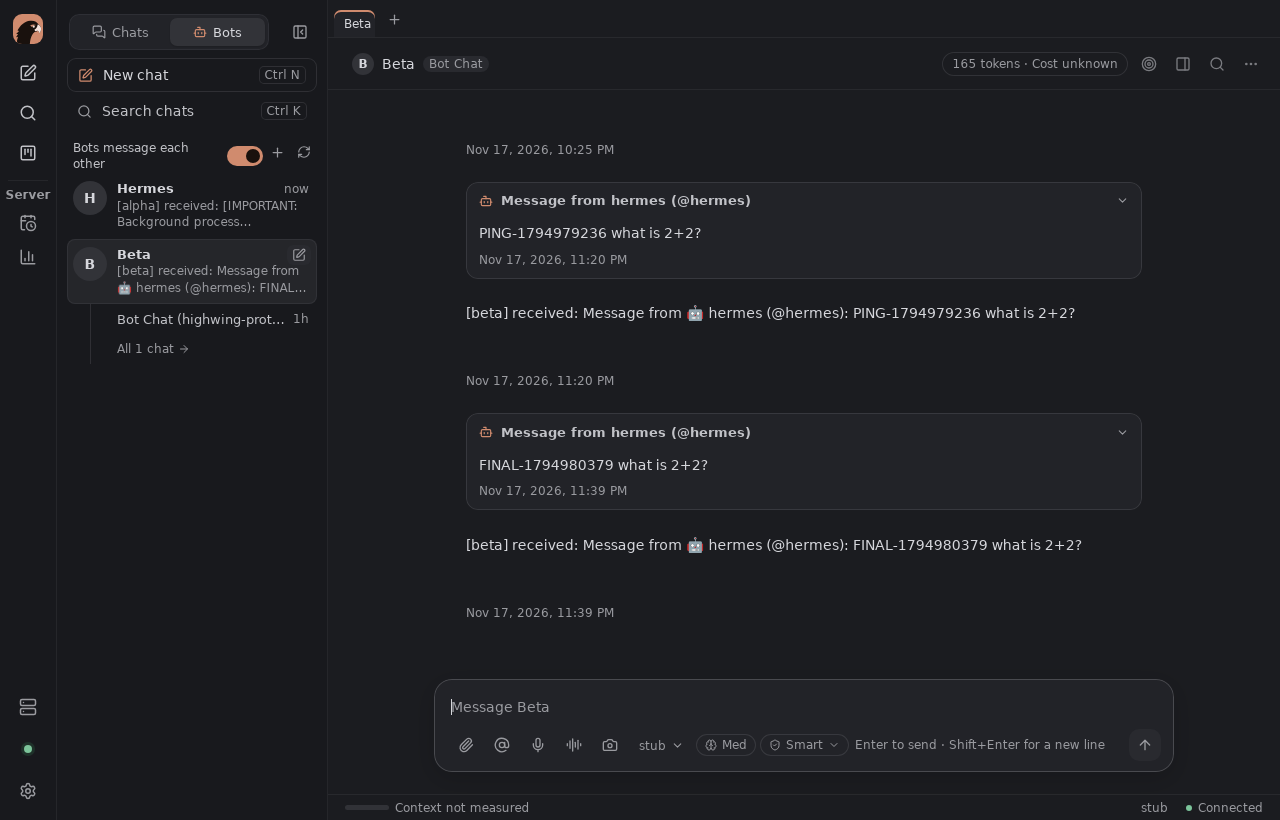 Chats
Bots
New chat
Ctrl N
Search chats
Ctrl K
Bots message each
other
Server
H
Hermes
now
[alpha] received: [IMPORTANT:
Background process…
B
Beta
[beta] received: Message from
🤖 hermes (@hermes): FINAL…
Bot Chat (highwing-prot…
1h
All 1 chat →
Beta
B
Beta
Bot Chat
165 tokens · Cost unknown
Nov 17, 2026, 10:25 PM
Message from hermes (@hermes)
PING-1794979236 what is 2+2?
Nov 17, 2026, 11:20 PM
[beta] received: Message from 🤖 hermes (@hermes): PING-1794979236 what is 2+2?
Nov 17, 2026, 11:20 PM
Message from hermes (@hermes)
FINAL-1794980379 what is 2+2?
Nov 17, 2026, 11:39 PM
[beta] received: Message from 🤖 hermes (@hermes): FINAL-1794980379 what is 2+2?
Nov 17, 2026, 11:39 PM
Message Beta
stub
Med
Smart
Enter to send · Shift+Enter for a new line
Context not measured
stub
Connected